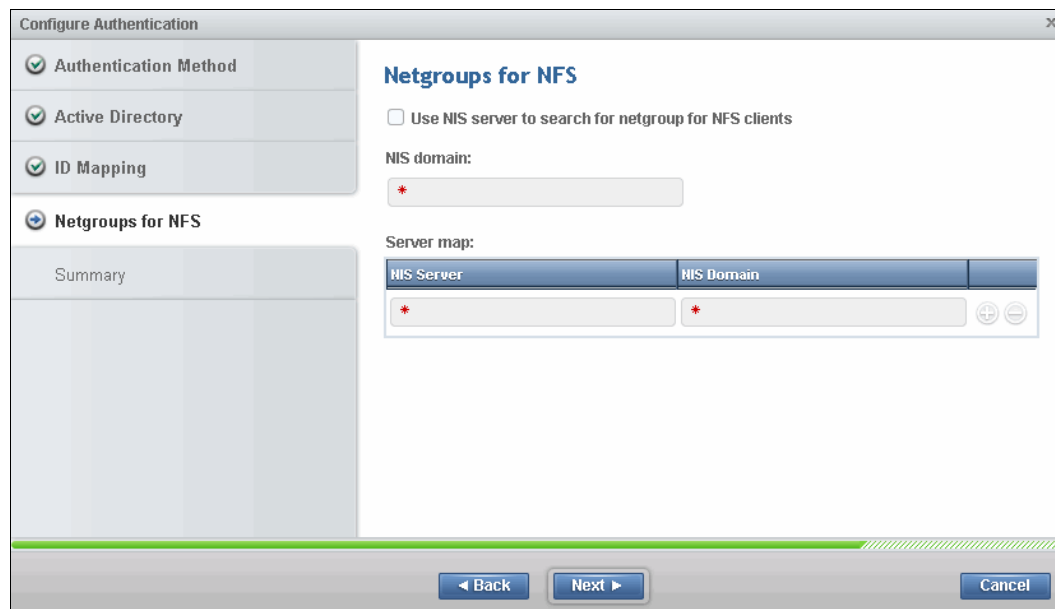 Configure Authentication
x
Authentication Method
Active Directory
ID Mapping
Netgroups for NFS
Summary
Netgroups for NFS
Use NIS server to search for netgroup for NFS clients
NIS domain:
*
Server map:
NIS Server NIS Domain
* *
Back Next Cancel